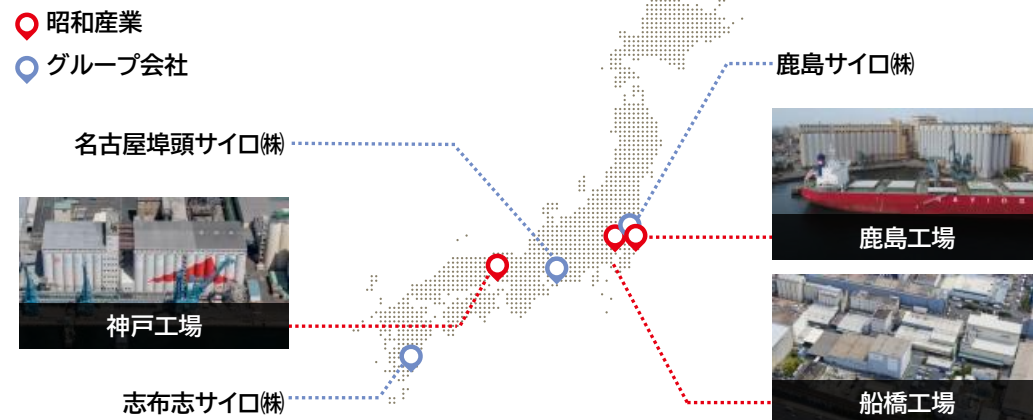 昭和産業
グループ会社
鹿島サイロ㈱
名古屋埠頭サイロ㈱
鹿島工場
神戸工場
志布志サイロ㈱
船橋工場